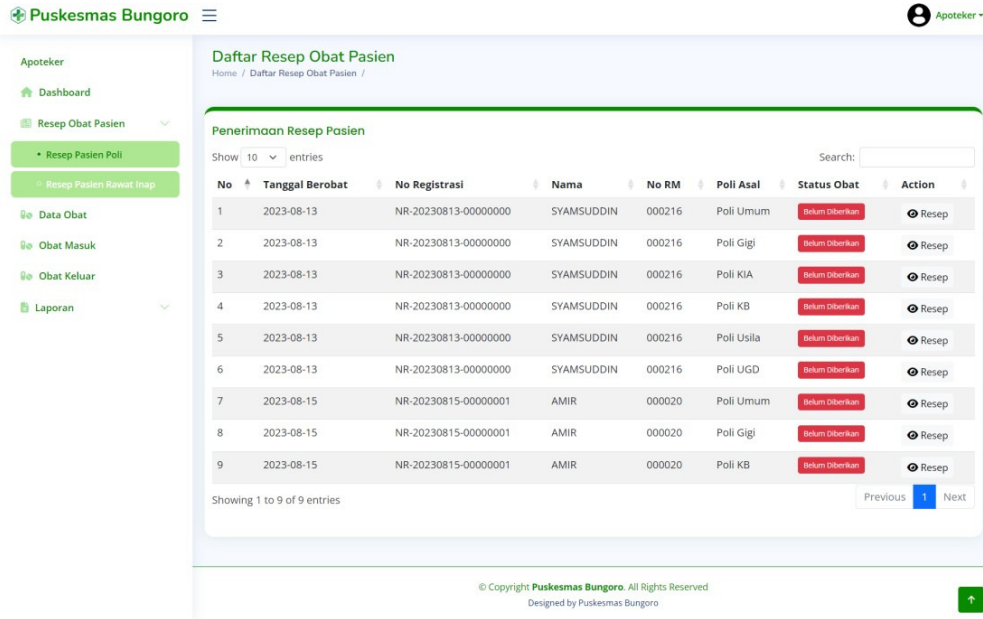 Puskesmas Bungoro
Apoteker
Apoteker
Dashboard
Resep Obat Pasien
Resep Pasien Poli
Resep Pasien Rawat Inap
Data Obat
Obat Masuk
Obat Keluar
Laporan
Daftar Resep Obat Pasien
Home / Daftar Resep Obat Pasien /
Penerimaan Resep Pasien
Show 10 entries Search:
No Tanggal Berobat No Registrasi Nama No RM Poli Asal Status Obat Action
1 2023-08-13 NR-20230813-00000000 SYAMSUDDIN 000216 Poli Umum Belum Diberikan Resep
2 2023-08-13 NR-20230813-00000000 SYAMSUDDIN 000216 Poli Gigi Belum Diberikan Resep
3 2023-08-13 NR-20230813-00000000 SYAMSUDDIN 000216 Poli KIA Belum Diberikan Resep
4 2023-08-13 NR-20230813-00000000 SYAMSUDDIN 000216 Poli KB Belum Diberikan Resep
5 2023-08-13 NR-20230813-00000000 SYAMSUDDIN 000216 Poli Usila Belum Diberikan Resep
6 2023-08-13 NR-20230813-00000000 SYAMSUDDIN 000216 Poli UGD Belum Diberikan Resep
7 2023-08-15 NR-20230815-00000001 AMIR 000020 Poli Umum Belum Diberikan Resep
8 2023-08-15 NR-20230815-00000001 AMIR 000020 Poli Gigi Belum Diberikan Resep
9 2023-08-15 NR-20230815-00000001 AMIR 000020 Poli KB Belum Diberikan Resep
Showing 1 to 9 of 9 entries Previous 1 Next
© Copyright Puskesmas Bungoro. All Rights Reserved
Designed by Puskesmas Bungoro